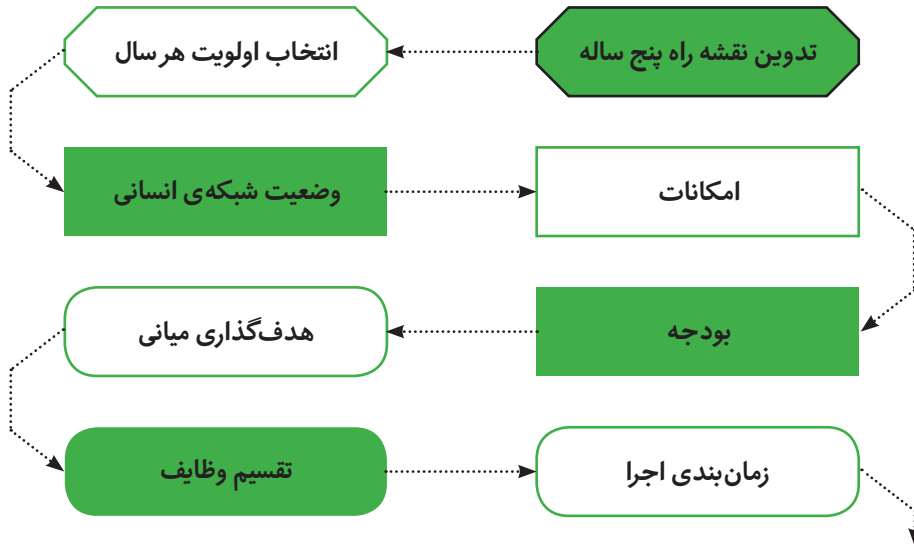 تدوین نقشه راه پنج ساله
انتخاب اولویت هر سال
وضعیت شبکه‌ی انسانی
امکانات
بودجه
هدف‌گذاری میانی
تقسیم وظایف
زمان‌بندی اجرا